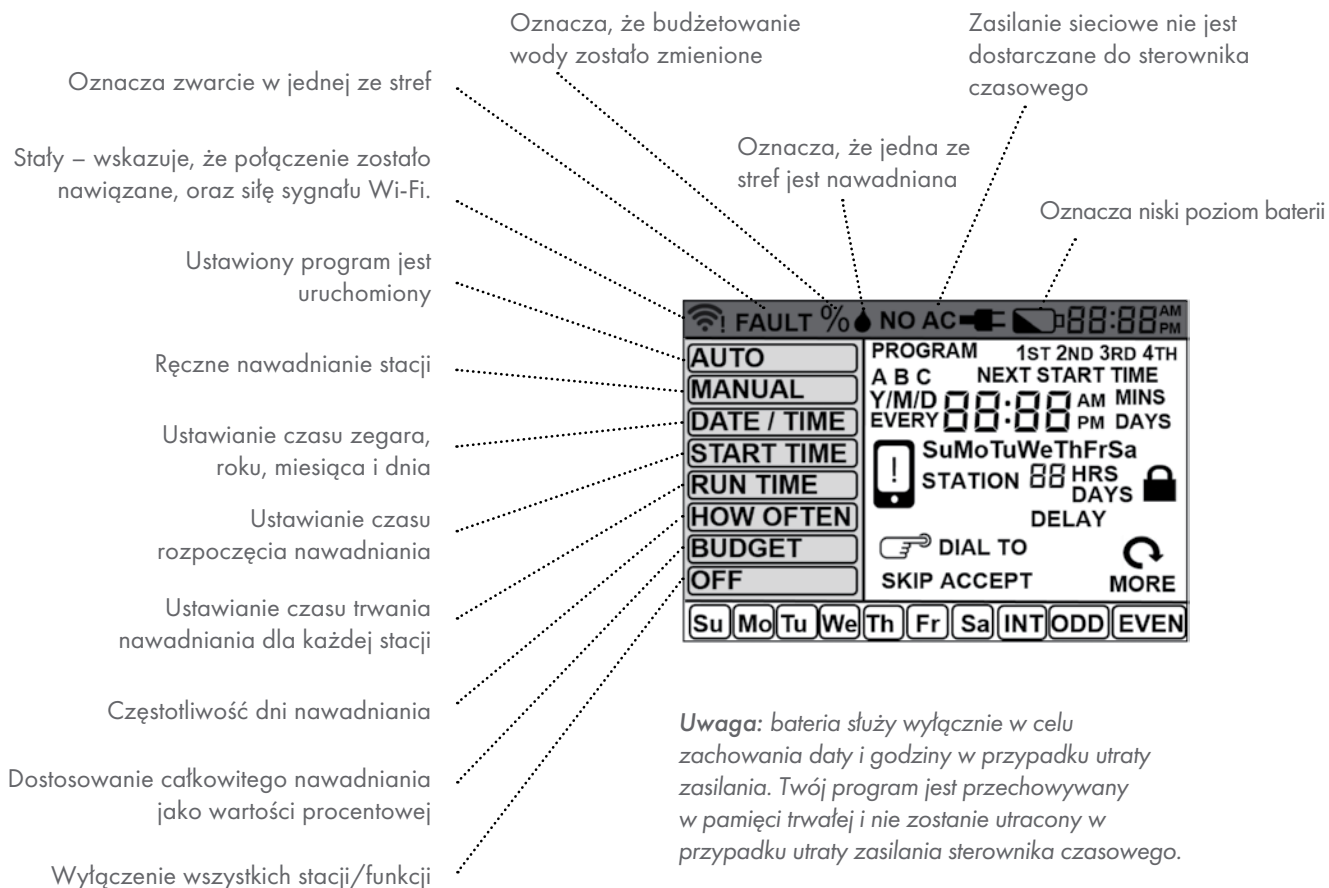 Oznacza, że budżetowanie
wody zostało zmienione
Zasilanie sieciowe nie jest
dostarczane do sterownika
czasowego
Oznacza zwarcie w jednej ze stref
Oznacza, że jedna ze
stref jest nawadniana
Stały – wskazuje, że połączenie zostało
nawiązane, oraz siłę sygnału Wi-Fi.
Oznacza niski poziom baterii
Ustawiony program jest
uruchomiony
Ręczne nawadnianie stacji
Ustawianie czasu zegara,
roku, miesiąca i dnia
Ustawianie czasu
rozpoczęcia nawadniania
Ustawianie czasu trwania
nawadniania dla każdej stacji
Częstotliwość dni nawadniania
Dostosowanie całkowitego nawadniania
jako wartości procentowej
Wyłączenie wszystkich stacji/funkcji
! FAULT % NO AC 88:88 AM PM
AUTO
MANUAL
DATE / TIME
START TIME
RUN TIME
HOW OFTEN
BUDGET
OFF
PROGRAM 1ST 2ND 3RD 4TH
A B C NEXT START TIME
Y/M/D 88:88 AM MINS
EVERY PM DAYS
SuMoTuWeThFrSa
! STATION 88 HRS
DAYS
DELAY
DIAL TO
SKIP ACCEPT MORE
Su Mo Tu We Th Fr Sa INT ODD EVEN
Uwaga: bateria służy wyłącznie w celu
zachowania daty i godziny w przypadku utraty
zasilania. Twój program jest przechowywany
w pamięci trwałej i nie zostanie utracony w
przypadku utraty zasilania sterownika czasowego.